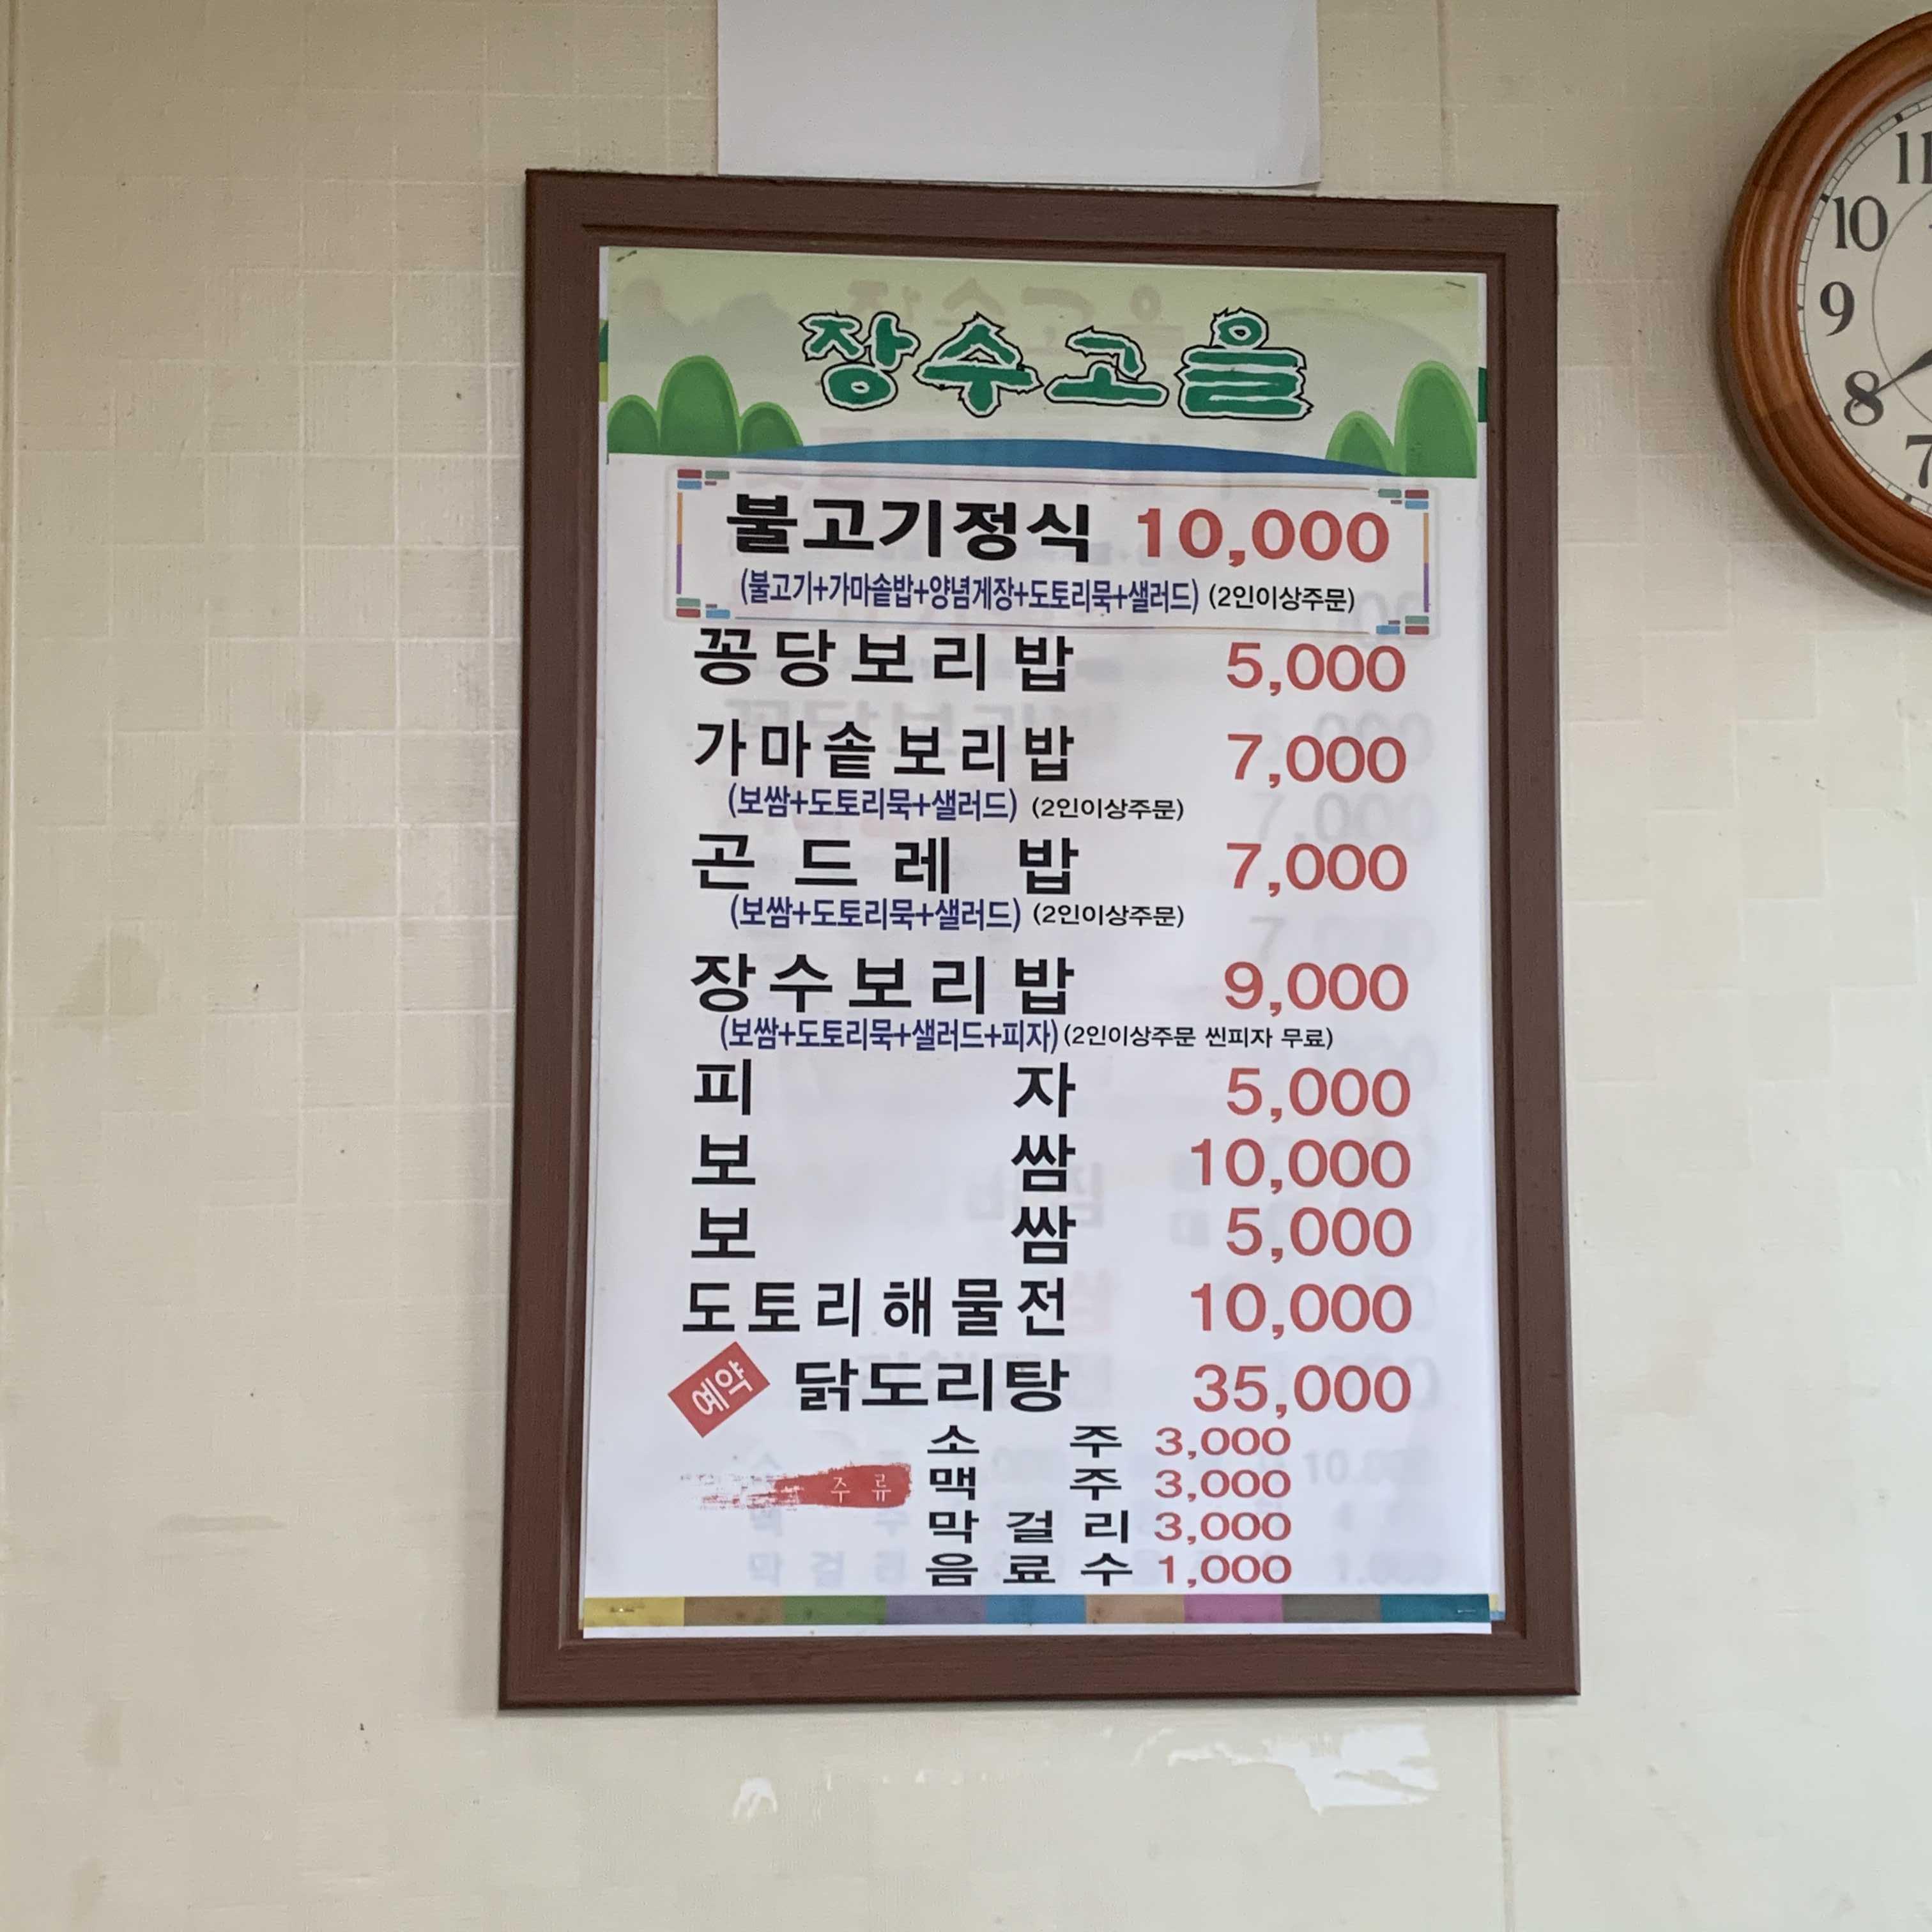 장수고을
불고기정식 10,000
(불고기+가마솥밥+양념게장+도토리묵+샐러드) (2인이상주문)
꽁당보리밥 5,000
가마솥보리밥 7,000
(보쌈+도토리묵+샐러드) (2인이상주문)
곤드레밥 7,000
(보쌈+도토리묵+샐러드) (2인이상주문)
장수보리밥 9,000
(보쌈+도토리묵+샐러드+피자) (2인이상주문 씬피자 무료)
피자 5,000
보쌈 10,000
보쌈 5,000
도토리해물전 10,000
예약 닭도리탕 35,000
소주 3,000
주류 맥주 3,000
막걸리 3,000
음료수 1,000
11
10
9
8
7